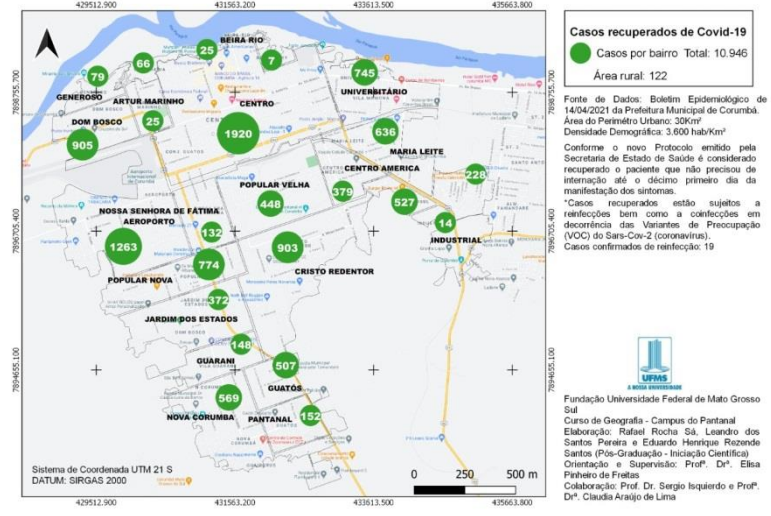 429512.900 431563.200 433613.500 435663.800
BEIRA RIO
25
66
7
79
745
GENEROSO
UNIVERSITÁRIO
ARTUR MARINHO
CENTRO
DOM BOSCO
25
1920
636
905
MARIA LEITE
CENTRO AMERICA
228
POPULAR VELHA
379
448
527
NOSSA SENHORA DE FÁTIMA
AEROPORTO
14
132
INDUSTRIAL
1263
903
774
CRISTO REDENTOR
POPULAR NOVA
372
JARDIM DOS ESTADOS
148
GUARANI
507
GUATÓS
569
NOVA CORUMBA
PANTANAL
152
7898755.700
7896705.400
7894655.100
7898755.700
7896705.400
7894655.100
Sistema de Coordenada UTM 21 S
DATUM: SIRGAS 2000
0 250 500 m
429512.900 431563.200 433613.500 435663.800
Casos recuperados de Covid-19
Casos por bairro Total: 10.946
Área rural: 122
Fonte de Dados: Boletim Epidemiológico de
14/04/2021 da Prefeitura Municipal de Corumbá.
Área do Perímetro Urbano: 30Km²
Densidade Demográfica: 3.600 hab/Km²
Conforme o novo Protocolo emitido pela
Secretaria de Estado de Saúde é considerado
recuperado o paciente que não precisou de
internação até o décimo primeiro dia da
manifestação dos sintomas.
*Casos recuperados estão sujeitos a
reinfecções bem como a coinfecções em
decorrência das Variantes de Preocupação
(VOC) do Sars-Cov-2 (coronavírus).
Casos confirmados de reinfecção: 19
UFMS
A NOSSA UNIVERSIDADE
Fundação Universidade Federal de Mato Grosso
Sul
Curso de Geografia - Campus do Pantanal
Elaboração: Rafael Rocha Sá, Leandro dos
Santos Pereira e Eduardo Henrique Rezende
Santos (Pós-Graduação - Iniciação Científica)
Orientação e Supervisão: Profª. Drª. Elisa
Pinheiro de Freitas
Colaboração: Prof. Dr. Sergio Isquierdo e Profª.
Drª. Claudia Araújo de Lima